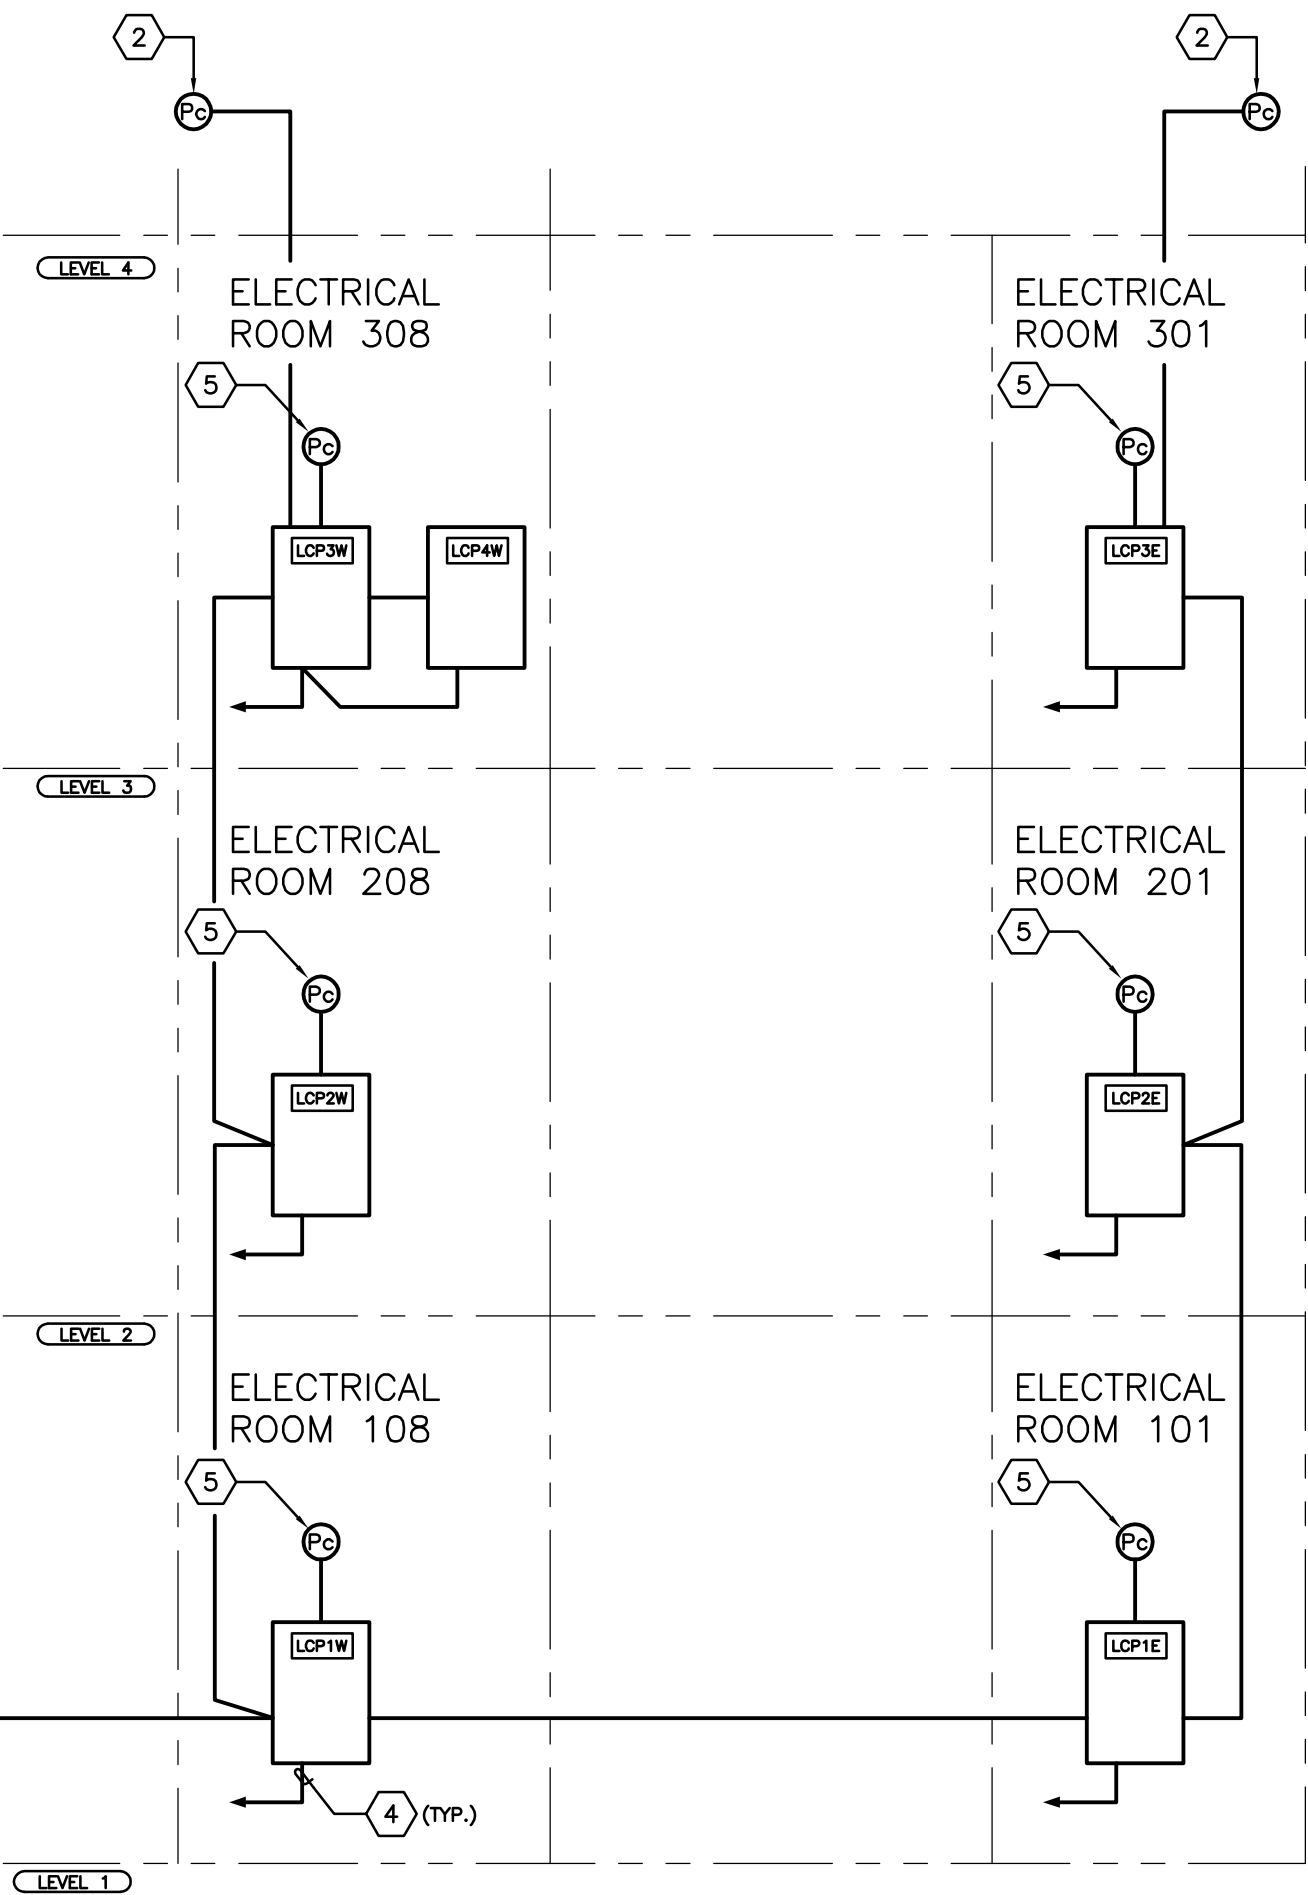 2
2
Pc
Pc
LEVEL 4
ELECTRICAL
ROOM 308
ELECTRICAL
ROOM 301
5
5
Pc
Pc
LCP3W
LCP4W
LCP3E
LEVEL 3
ELECTRICAL
ROOM 208
ELECTRICAL
ROOM 201
5
5
Pc
Pc
LCP2W
LCP2E
LEVEL 2
ELECTRICAL
ROOM 108
ELECTRICAL
ROOM 101
5
5
Pc
Pc
LCP1W
LCP1E
4 (TYP.)
LEVEL 1